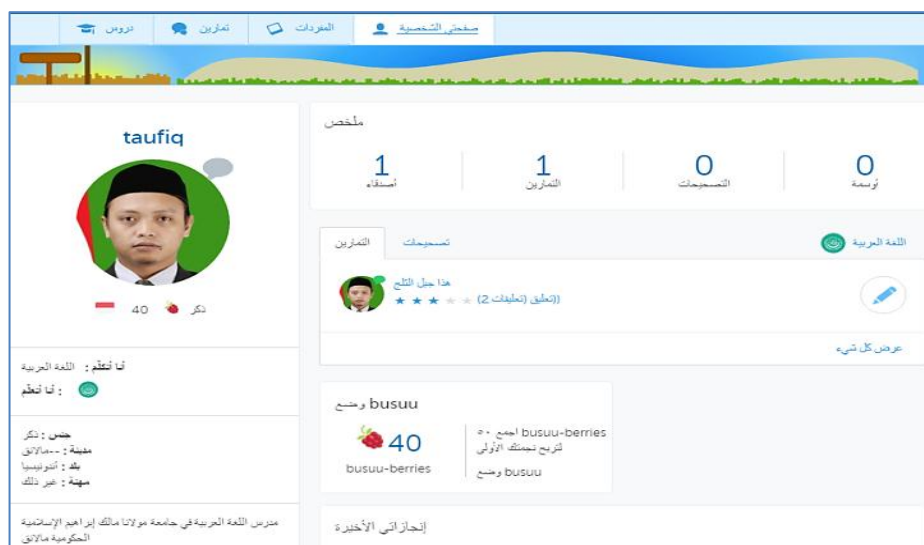 صفحتي الشخصية
المفردات
تمارين
دروس
taufiq
ذكر 40
أنا أتكلم : اللغة العربية
أنا أتعلم :
جنس : ذكر
مدينة : --مالانق
بلد : أندونيسيا
مهنة : غير ذلك
مدرس اللغة العربية في جامعة مولانا مالك إبراهيم الإسلامية
الحكومية مالانق
ملخص
0
أوسمة
0
التصحيحات
1
التمارين
1
أصدقاء
اللغة العربية
تصحيحات
التمارين
هذا جبل الثلج
((تعليق (تعليقات 2)
عرض كل شيء
وضع busuu
40
busuu-berries
اجمع ٥٠ busuu-berries
لتربح نجمتك الأولى
وضع busuu
إنجازاتي الأخيرة